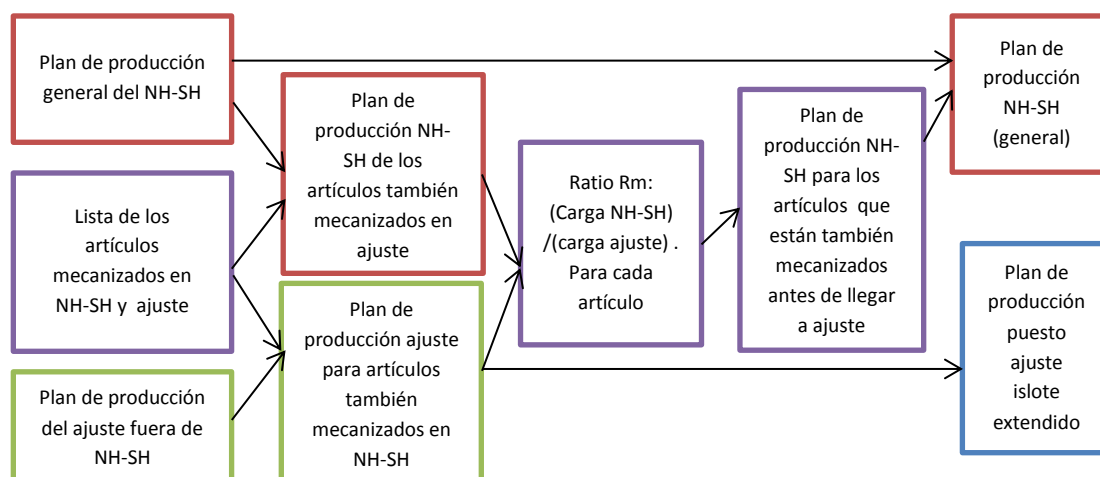 Plan de producción
general del NH-SH
Lista de los
artículos
mecanizados en
NH-SH y ajuste
Plan de producción
del ajuste fuera de
NH-SH
Plan de
producción NH-
SH de los
artículos también
mecanizados en
ajuste
Plan de
producción ajuste
para artículos
también
mecanizados en
NH-SH
Ratio Rm:
(Carga NH-SH)
/(carga ajuste) .
Para cada
artículo
Plan de
producción NH-
SH para los
artículos que
están también
mecanizados
antes de llegar
a ajuste
Plan de
producción
NH-SH
(general)
Plan de
producción
puesto
ajuste
islote
extendido